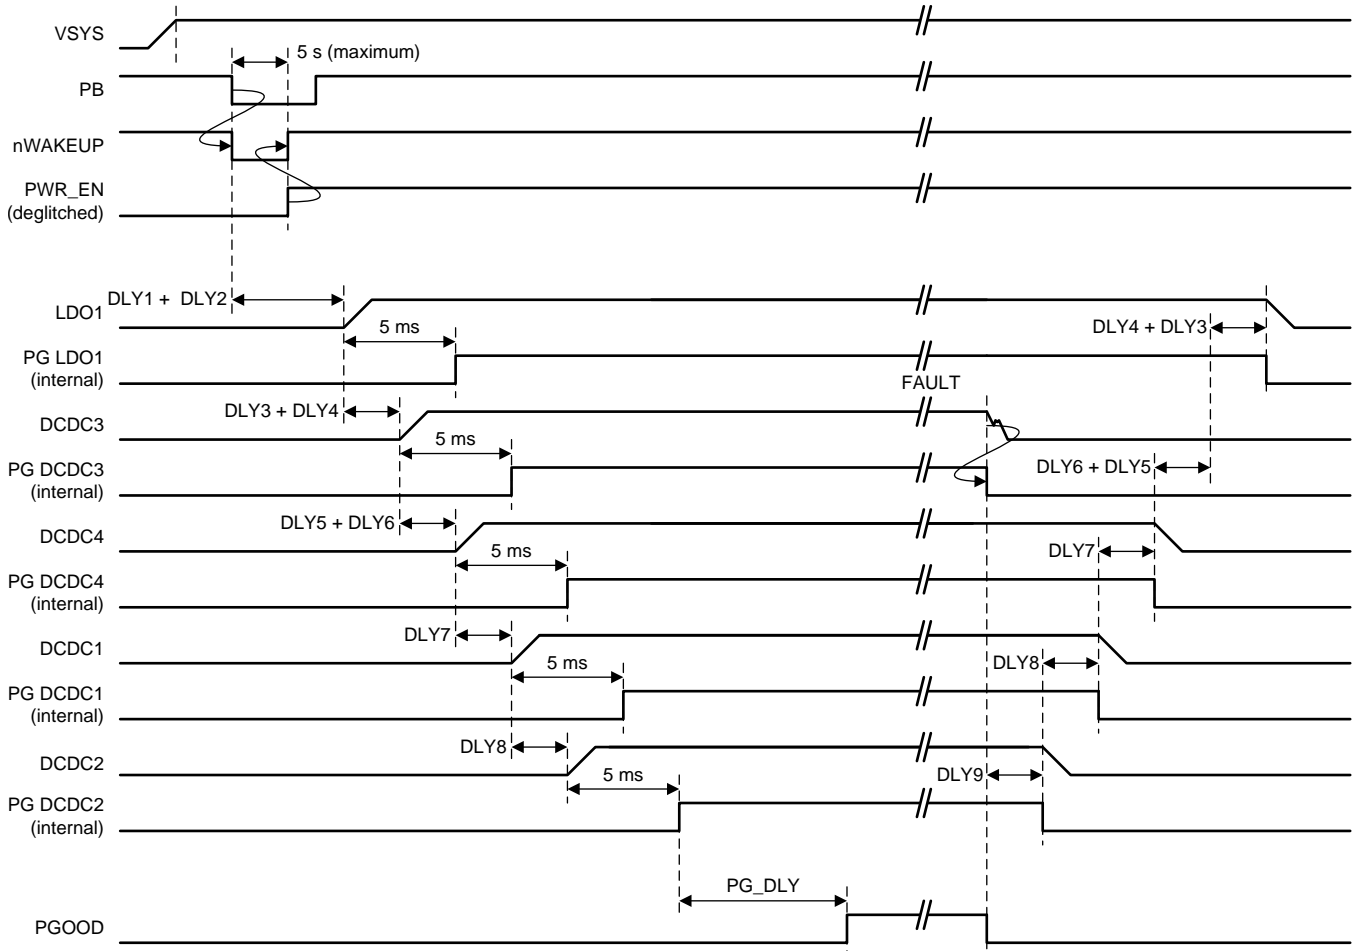 VSYS
5 s (maximum)
PB
nWAKEUP
PWR_EN
(deglitched)
DLY1 + DLY2
LDO1
5 ms
DLY4 + DLY3
PG LDO1
(internal)
FAULT
DLY3 + DLY4
DCDC3
5 ms
DLY6 + DLY5
PG DCDC3
(internal)
DLY5 + DLY6
DCDC4
5 ms
DLY7
PG DCDC4
(internal)
DLY7
DCDC1
5 ms
DLY8
PG DCDC1
(internal)
DLY8
DCDC2
5 ms
DLY9
PG DCDC2
(internal)
PG_DLY
PGOOD